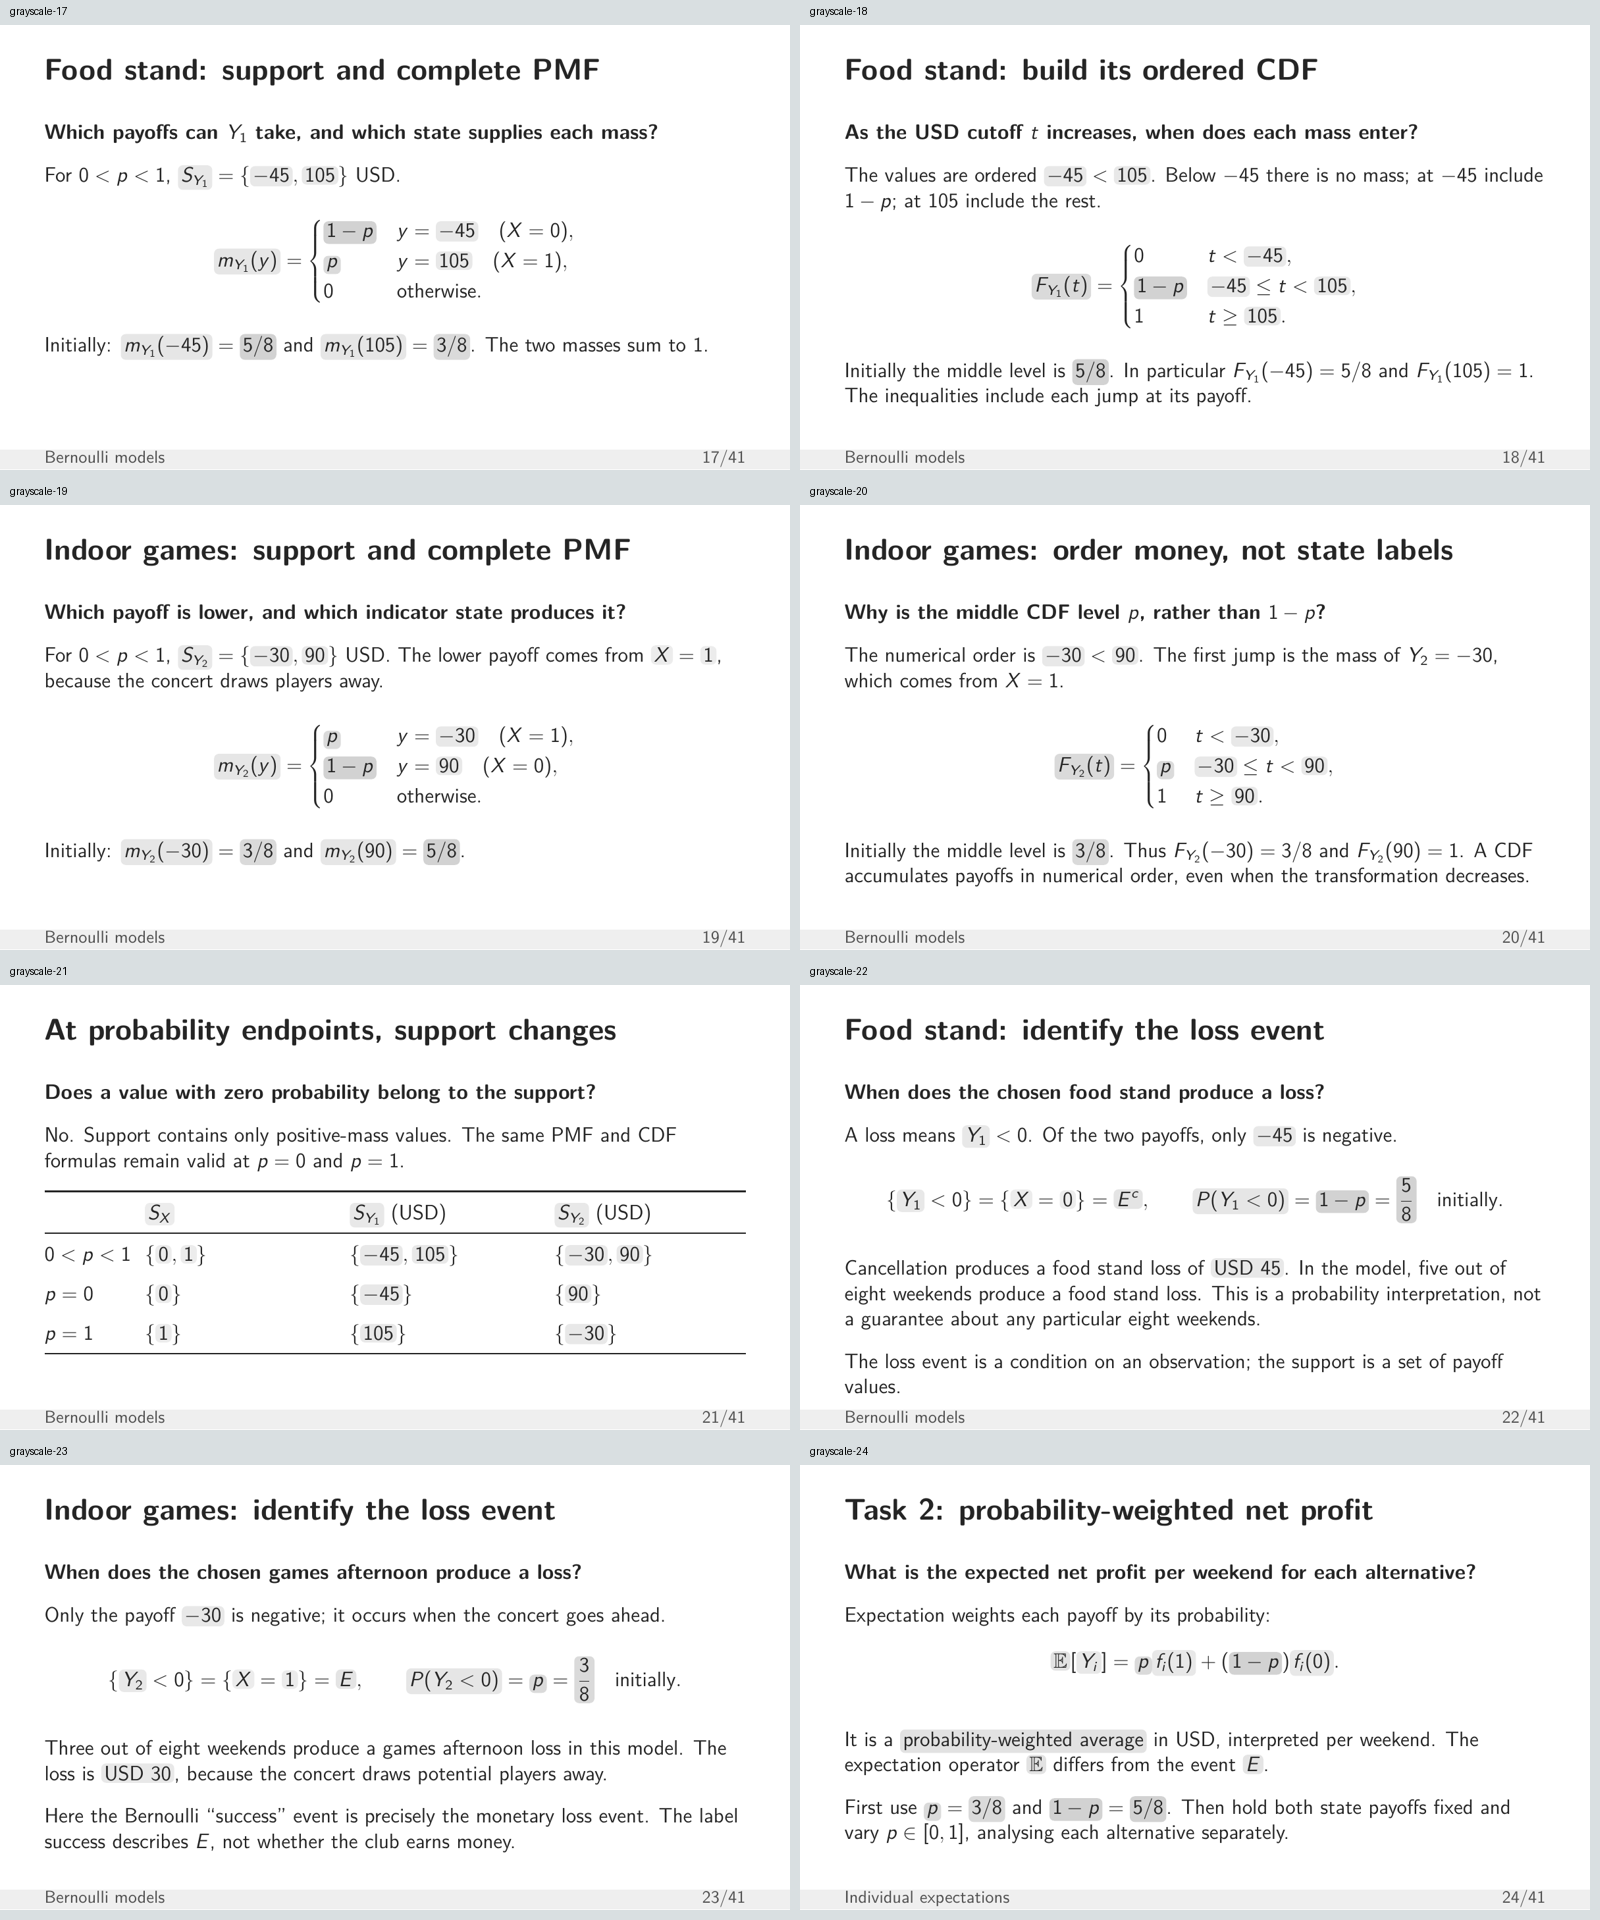 grayscale-17
Food stand: support and complete PMF
Which payoffs can Y₁ take, and which state supplies each mass?
For 0 < p < 1, S_{Y₁} = {−45, 105} USD.
m_{Y₁}(y) = { 1 − p y = −45 (X = 0),
p y = 105 (X = 1),
0 otherwise.
Initially: m_{Y₁}(−45) = 5/8 and m_{Y₁}(105) = 3/8. The two masses sum to 1.
Bernoulli models 17/41
grayscale-18
Food stand: build its ordered CDF
As the USD cutoff t increases, when does each mass enter?
The values are ordered −45 < 105. Below −45 there is no mass; at −45 include
1 − p; at 105 include the rest.
F_{Y₁}(t) = { 0 t < −45,
1 − p −45 ≤ t < 105,
1 t ≥ 105.
Initially the middle level is 5/8. In particular F_{Y₁}(−45) = 5/8 and F_{Y₁}(105) = 1.
The inequalities include each jump at its payoff.
Bernoulli models 18/41
grayscale-19
Indoor games: support and complete PMF
Which payoff is lower, and which indicator state produces it?
For 0 < p < 1, S_{Y₂} = {−30, 90} USD. The lower payoff comes from X = 1,
because the concert draws players away.
m_{Y₂}(y) = { p y = −30 (X = 1),
1 − p y = 90 (X = 0),
0 otherwise.
Initially: m_{Y₂}(−30) = 3/8 and m_{Y₂}(90) = 5/8.
Bernoulli models 19/41
grayscale-20
Indoor games: order money, not state labels
Why is the middle CDF level p, rather than 1 − p?
The numerical order is −30 < 90. The first jump is the mass of Y₂ = −30,
which comes from X = 1.
F_{Y₂}(t) = { 0 t < −30,
p −30 ≤ t < 90,
1 t ≥ 90.
Initially the middle level is 3/8. Thus F_{Y₂}(−30) = 3/8 and F_{Y₂}(90) = 1. A CDF
accumulates payoffs in numerical order, even when the transformation decreases.
Bernoulli models 20/41
grayscale-21
At probability endpoints, support changes
Does a value with zero probability belong to the support?
No. Support contains only positive-mass values. The same PMF and CDF
formulas remain valid at p = 0 and p = 1.
S_X S_{Y₁} (USD) S_{Y₂} (USD)
0 < p < 1 {0, 1} {−45, 105} {−30, 90}
p = 0 {0} {−45} {90}
p = 1 {1} {105} {−30}
Bernoulli models 21/41
grayscale-22
Food stand: identify the loss event
When does the chosen food stand produce a loss?
A loss means Y₁ < 0. Of the two payoffs, only −45 is negative.
{Y₁ < 0} = {X = 0} = Eᶜ, P(Y₁ < 0) = 1 − p = 5/8 initially.
Cancellation produces a food stand loss of USD 45. In the model, five out of
eight weekends produce a food stand loss. This is a probability interpretation, not
a guarantee about any particular eight weekends.
The loss event is a condition on an observation; the support is a set of payoff
values.
Bernoulli models 22/41
grayscale-23
Indoor games: identify the loss event
When does the chosen games afternoon produce a loss?
Only the payoff −30 is negative; it occurs when the concert goes ahead.
{Y₂ < 0} = {X = 1} = E, P(Y₂ < 0) = p = 3/8 initially.
Three out of eight weekends produce a games afternoon loss in this model. The
loss is USD 30, because the concert draws potential players away.
Here the Bernoulli “success” event is precisely the monetary loss event. The label
success describes E, not whether the club earns money.
Bernoulli models 23/41
grayscale-24
Task 2: probability-weighted net profit
What is the expected net profit per weekend for each alternative?
Expectation weights each payoff by its probability:
𝔼[Y_i] = p f_i(1) + (1 − p) f_i(0).
It is a probability-weighted average in USD, interpreted per weekend. The
expectation operator 𝔼 differs from the event E.
First use p = 3/8 and 1 − p = 5/8. Then hold both state payoffs fixed and
vary p ∈ [0, 1], analysing each alternative separately.
Individual expectations 24/41